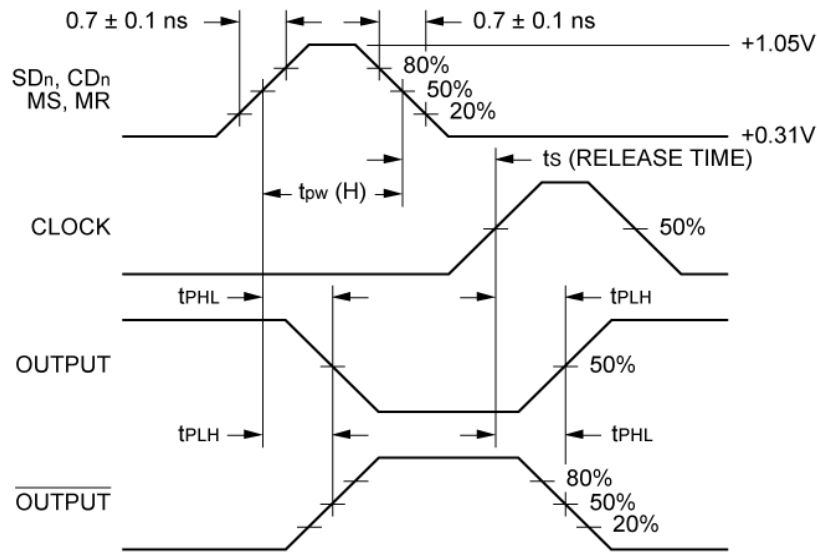 0.7 ± 0.1 ns
0.7 ± 0.1 ns
+1.05V
SDn, CDn
MS, MR
80%
50%
20%
+0.31V
ts (RELEASE TIME)
tpw (H)
CLOCK
50%
tPHL
tPLH
OUTPUT
50%
tPLH
tPHL
OUTPUT
80%
50%
20%